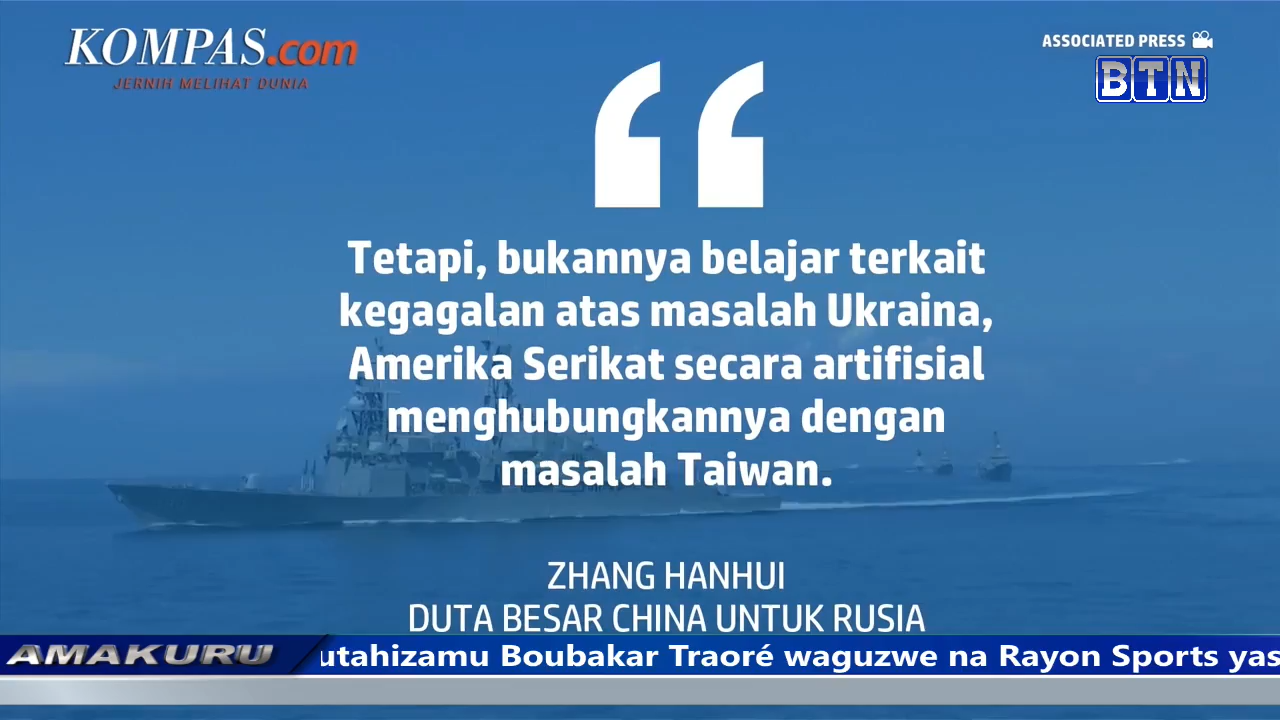 KOMPAS.com
JERNIH MELIHAT DUNIA
ASSOCIATED PRESS
BTN
Tetapi, bukannya belajar terkait
kegagalan atas masalah Ukraina,
Amerika Serikat secara artifisial
menghubungkannya dengan
masalah Taiwan.
ZHANG HANHUI
DUTA BESAR CHINA UNTUK RUSIA
AMAKURU
utahizamu Boubakar Traoré waguzwe na Rayon Sports yas